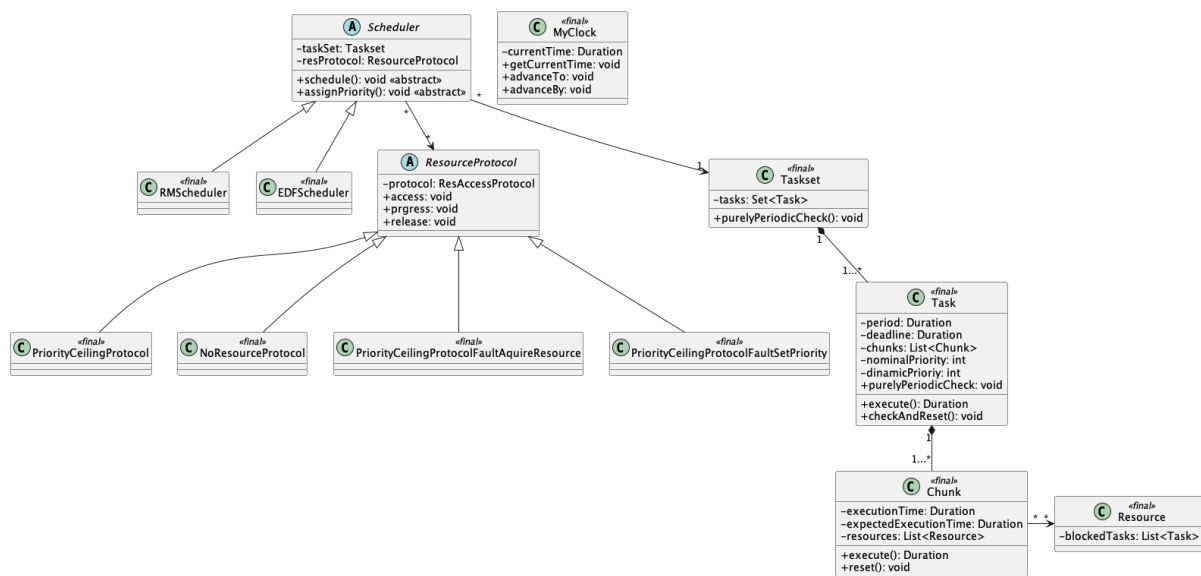 A Scheduler
-taskSet: Taskset
-resProtocol: ResourceProtocol
+schedule(): void «abstract»
+assignPriority(): void «abstract»
«final»
C MyClock
-currentTime: Duration
+getCurrentTime: void
+advanceTo: void
+advanceBy: void
*
*
*
1
«final»
C RMScheduler
«final»
C EDFScheduler
A ResourceProtocol
-protocol: ResAccessProtocol
+access: void
+prgress: void
+release: void
«final»
C Taskset
-tasks: Set<Task>
+purelyPeriodicCheck(): void
1
1...*
«final»
C PriorityCeilingProtocol
«final»
C NoResourceProtocol
«final»
C PriorityCeilingProtocolFaultAquireResource
«final»
C PriorityCeilingProtocolFaultSetPriority
«final»
C Task
-period: Duration
-deadline: Duration
-chunks: List<Chunk>
-nominalPriority: int
-dinamicPrioriy: int
+purelyPeriodicCheck: void
+execute(): Duration
+checkAndReset(): void
1
1...*
«final»
C Chunk
-executionTime: Duration
-expectedExecutionTime: Duration
-resources: List<Resource>
+execute(): Duration
+reset(): void
* *
«final»
C Resource
-blockedTasks: List<Task>